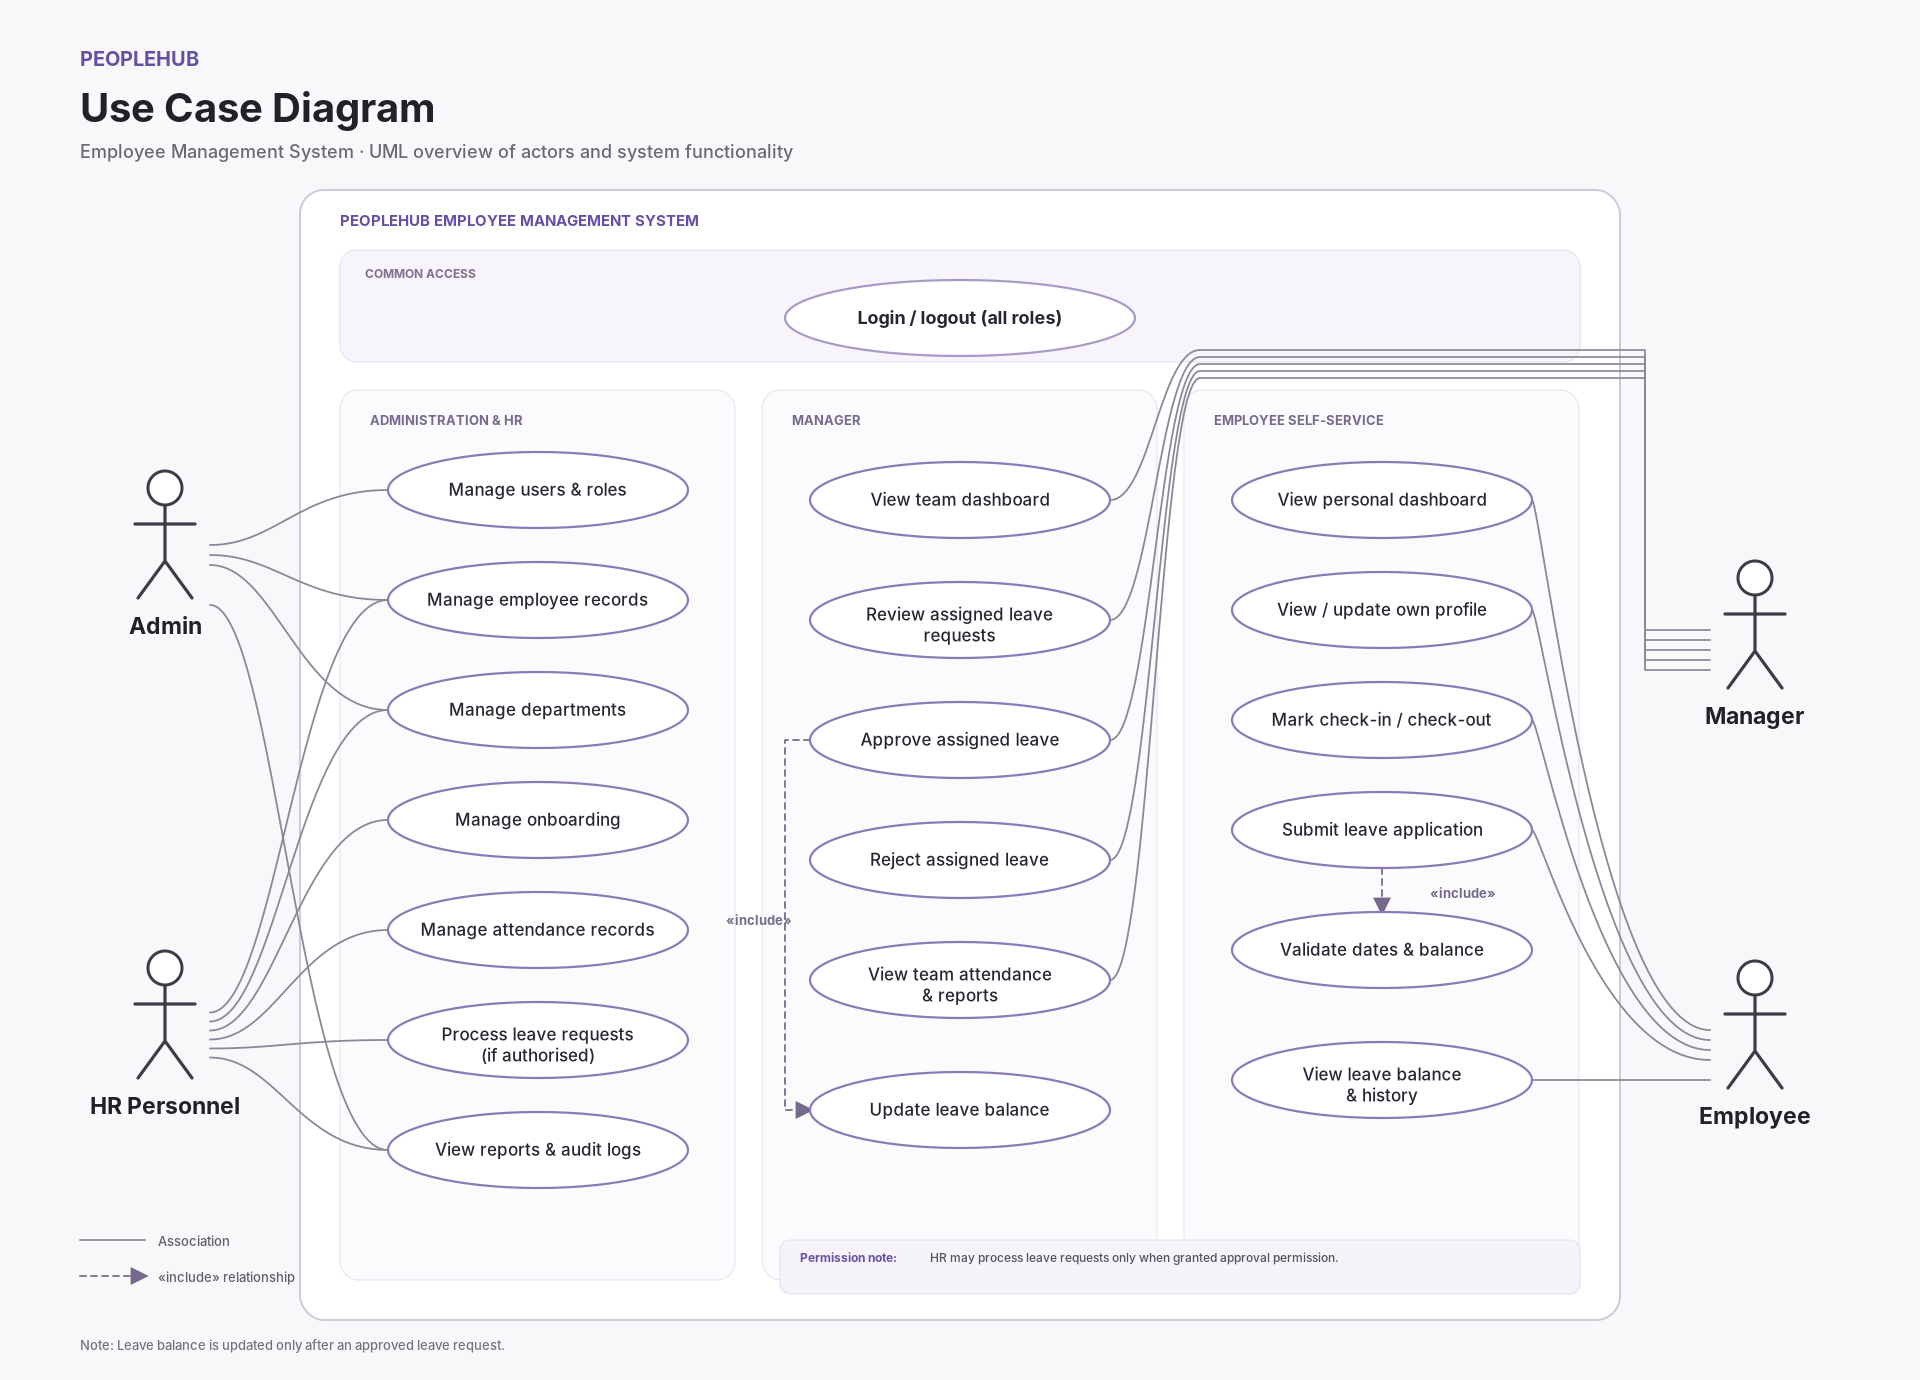 PEOPLEHUB
Use Case Diagram
Employee Management System · UML overview of actors and system functionality
PEOPLEHUB EMPLOYEE MANAGEMENT SYSTEM
COMMON ACCESS
Login / logout (all roles)
ADMINISTRATION & HR
Manage users & roles
Manage employee records
Manage departments
Manage onboarding
Manage attendance records
Process leave requests
(if authorised)
View reports & audit logs
MANAGER
View team dashboard
Review assigned leave
requests
Approve assigned leave
Reject assigned leave
«include»
View team attendance
& reports
Update leave balance
EMPLOYEE SELF-SERVICE
View personal dashboard
View / update own profile
Mark check-in / check-out
Submit leave application
«include»
Validate dates & balance
View leave balance
& history
Admin
HR Personnel
Manager
Employee
Permission note: HR may process leave requests only when granted approval permission.
Association
«include» relationship
Note: Leave balance is updated only after an approved leave request.